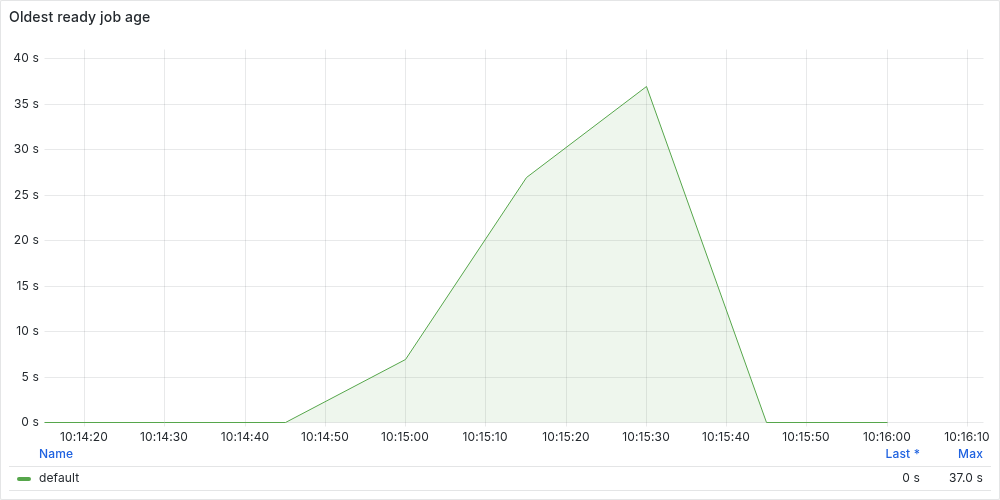 Oldest ready job age
40 s
35 s
30 s
25 s
20 s
15 s
10 s
5 s
0 s
10:14:20 10:14:30 10:14:40 10:14:50 10:15:00 10:15:10 10:15:20 10:15:30 10:15:40 10:15:50 10:16:00 10:16:10
Name Last * Max
default 0 s 37.0 s